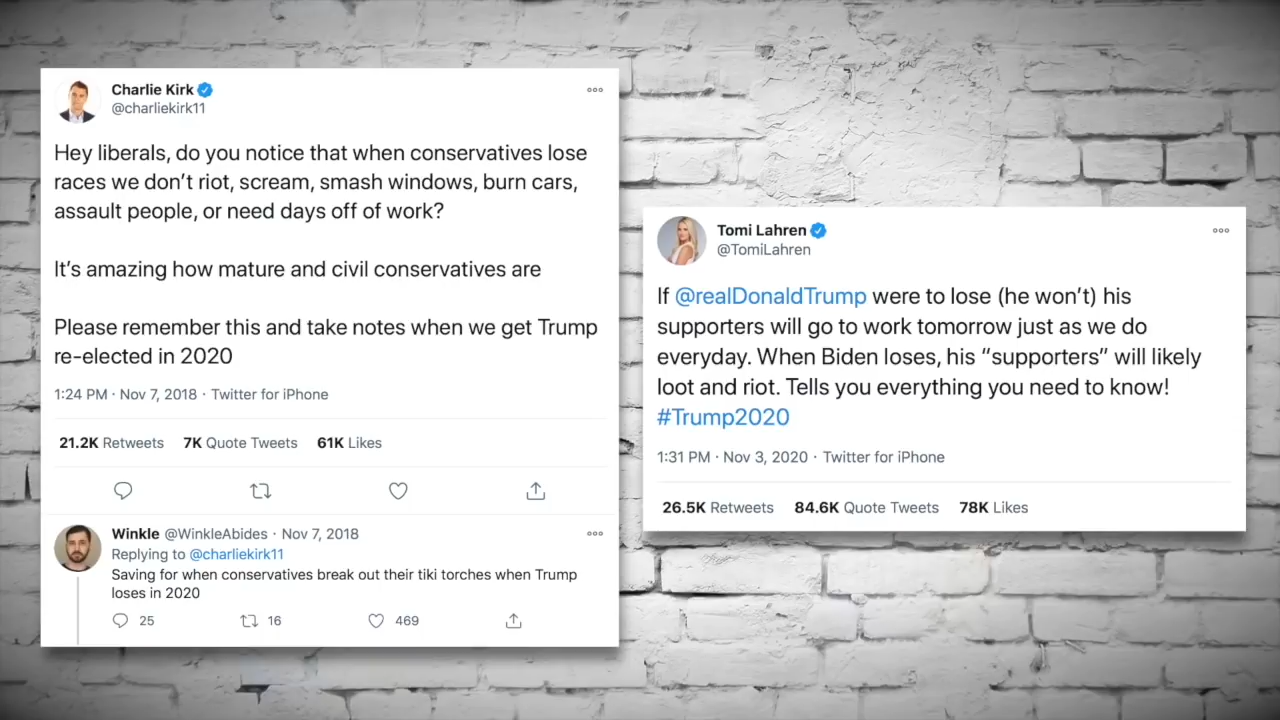 Charlie Kirk
@charliekirk11
Hey liberals, do you notice that when conservatives lose
races we don’t riot, scream, smash windows, burn cars,
assault people, or need days off of work?
It’s amazing how mature and civil conservatives are
Please remember this and take notes when we get Trump
re-elected in 2020
1:24 PM · Nov 7, 2018 · Twitter for iPhone
21.2K Retweets 7K Quote Tweets 61K Likes
Winkle @WinkleAbides · Nov 7, 2018
Replying to @charliekirk11
Saving for when conservatives break out their tiki torches when Trump
loses in 2020
25 16 469
Tomi Lahren
@TomiLahren
If @realDonaldTrump were to lose (he won’t) his
supporters will go to work tomorrow just as we do
everyday. When Biden loses, his “supporters” will likely
loot and riot. Tells you everything you need to know!
#Trump2020
1:31 PM · Nov 3, 2020 · Twitter for iPhone
26.5K Retweets 84.6K Quote Tweets 78K Likes